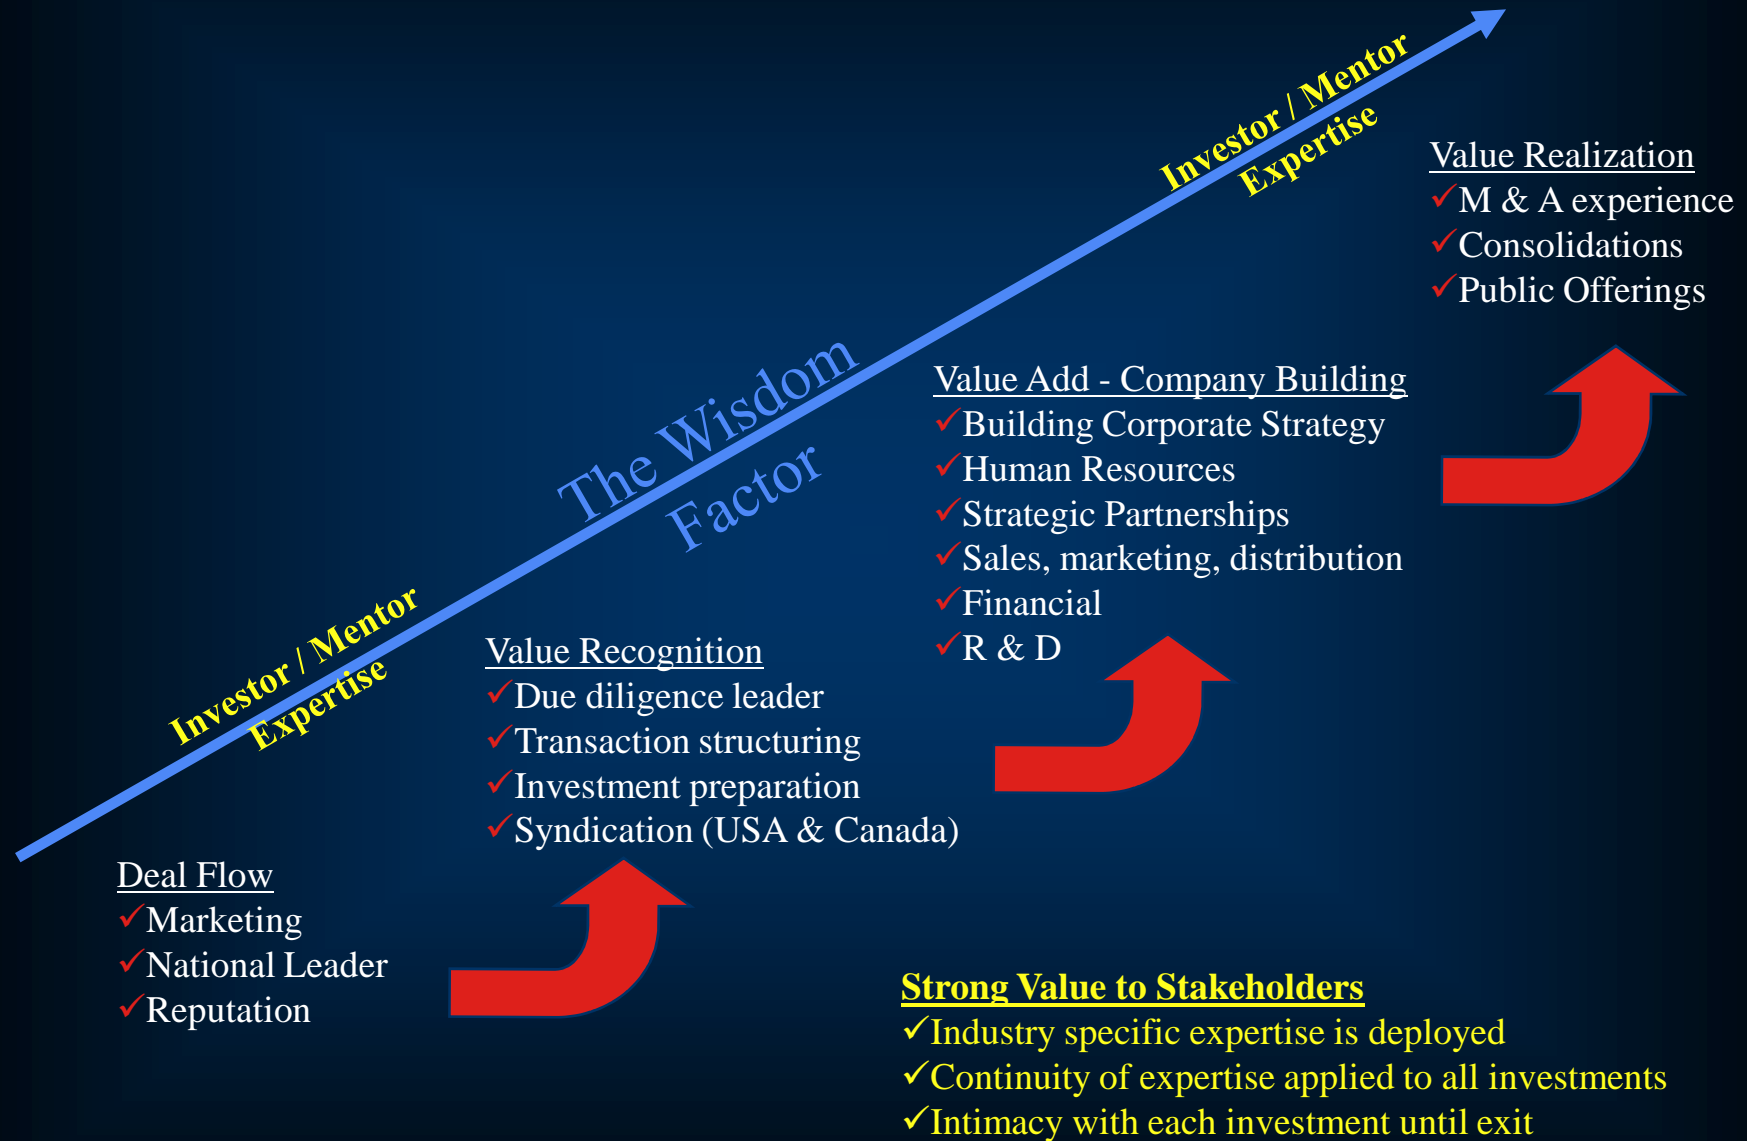 Investor / Mentor
Expertise
Value Realization
✓M & A experience
✓Consolidations
✓Public Offerings
The Wisdom
Factor
Value Add - Company Building
✓Building Corporate Strategy
✓Human Resources
✓Strategic Partnerships
✓Sales, marketing, distribution
✓Financial
✓R & D
Investor / Mentor
Expertise
Value Recognition
✓Due diligence leader
✓Transaction structuring
✓Investment preparation
✓Syndication (USA & Canada)
Deal Flow
✓Marketing
✓National Leader
✓Reputation
Strong Value to Stakeholders
✓Industry specific expertise is deployed
✓Continuity of expertise applied to all investments
✓Intimacy with each investment until exit